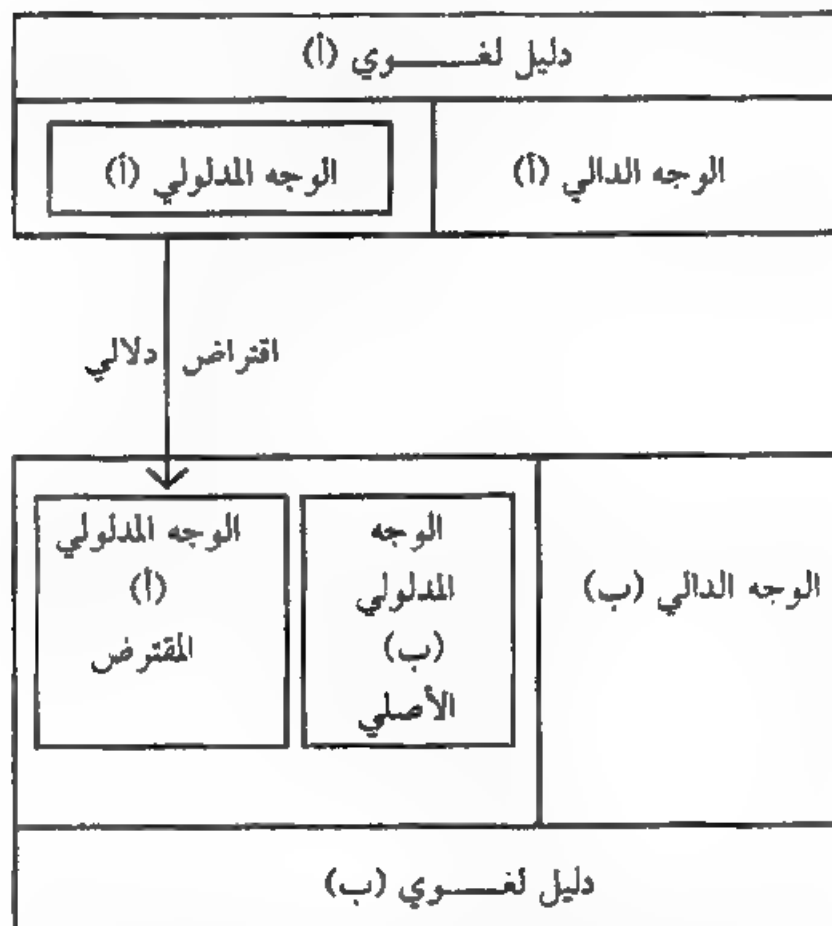 دليل لغـــــوي (أ)
الوجه الدالي (أ)
الوجه المدلولي (أ)
اقتراض دلالي
الوجه الدالي (ب)
الوجه
المدلولي
(ب)
الأصلي
الوجه المدلولي
(أ)
المقترض
دليل لغـــــوي (ب)